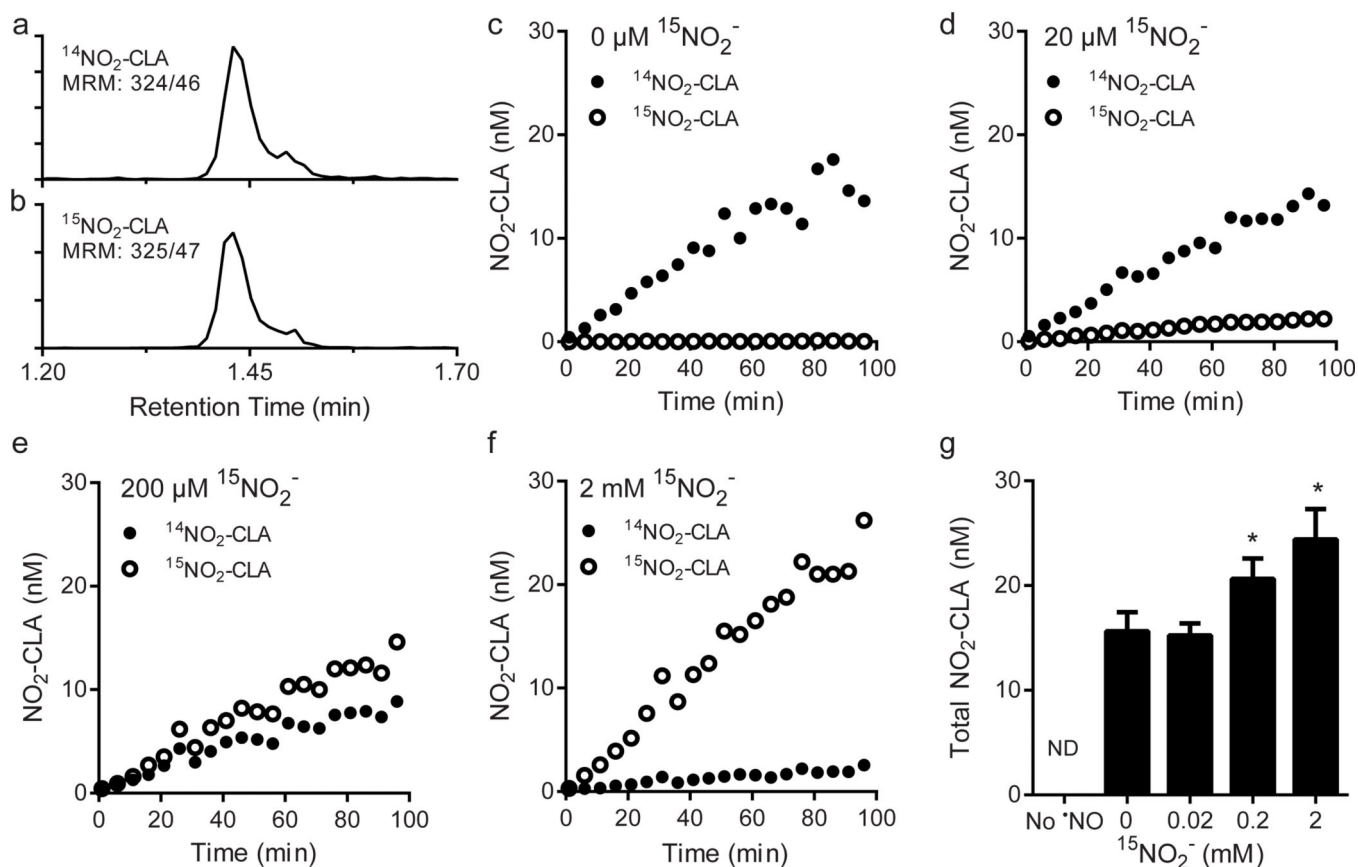 a
¹⁴NO₂-CLA
MRM: 324/46
b
¹⁵NO₂-CLA
MRM: 325/47
1.20 1.45 1.70
Retention Time (min)
c
0 µM ¹⁵NO₂⁻
¹⁴NO₂-CLA
¹⁵NO₂-CLA
NO₂-CLA (nM)
30
20
10
0
0 20 40 60 80 100
Time (min)
d
20 µM ¹⁵NO₂⁻
¹⁴NO₂-CLA
¹⁵NO₂-CLA
NO₂-CLA (nM)
30
20
10
0
0 20 40 60 80 100
Time (min)
e
200 µM ¹⁵NO₂⁻
¹⁴NO₂-CLA
¹⁵NO₂-CLA
NO₂-CLA (nM)
30
20
10
0
0 20 40 60 80 100
Time (min)
f
2 mM ¹⁵NO₂⁻
¹⁴NO₂-CLA
¹⁵NO₂-CLA
NO₂-CLA (nM)
30
20
10
0
0 20 40 60 80 100
Time (min)
g
Total NO₂-CLA (nM)
30
20
10
0
ND
*
*
No •NO 0 0.02 0.2 2
¹⁵NO₂⁻ (mM)